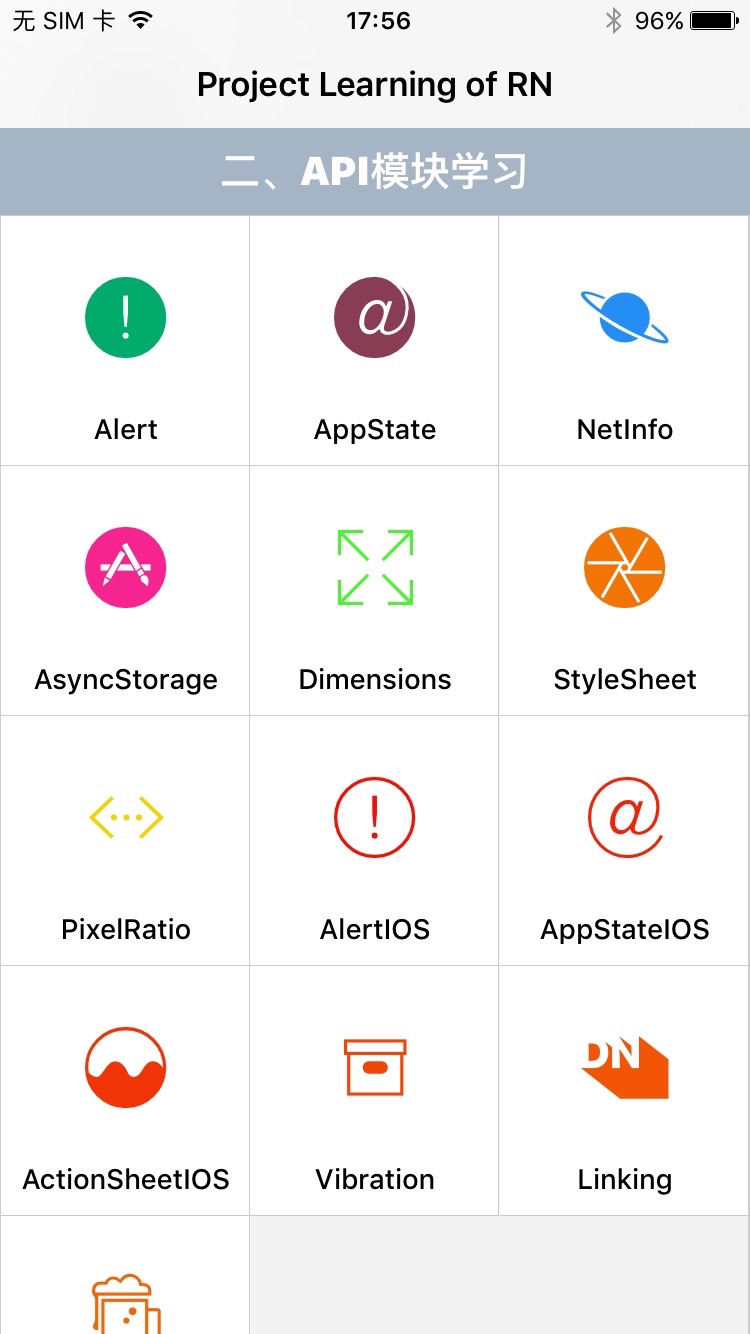 无 SIM 卡 17:56 96%
Project Learning of RN
二、API模块学习
Alert AppState NetInfo
AsyncStorage Dimensions StyleSheet
PixelRatio AlertIOS AppStateIOS
DN
ActionSheetIOS Vibration Linking